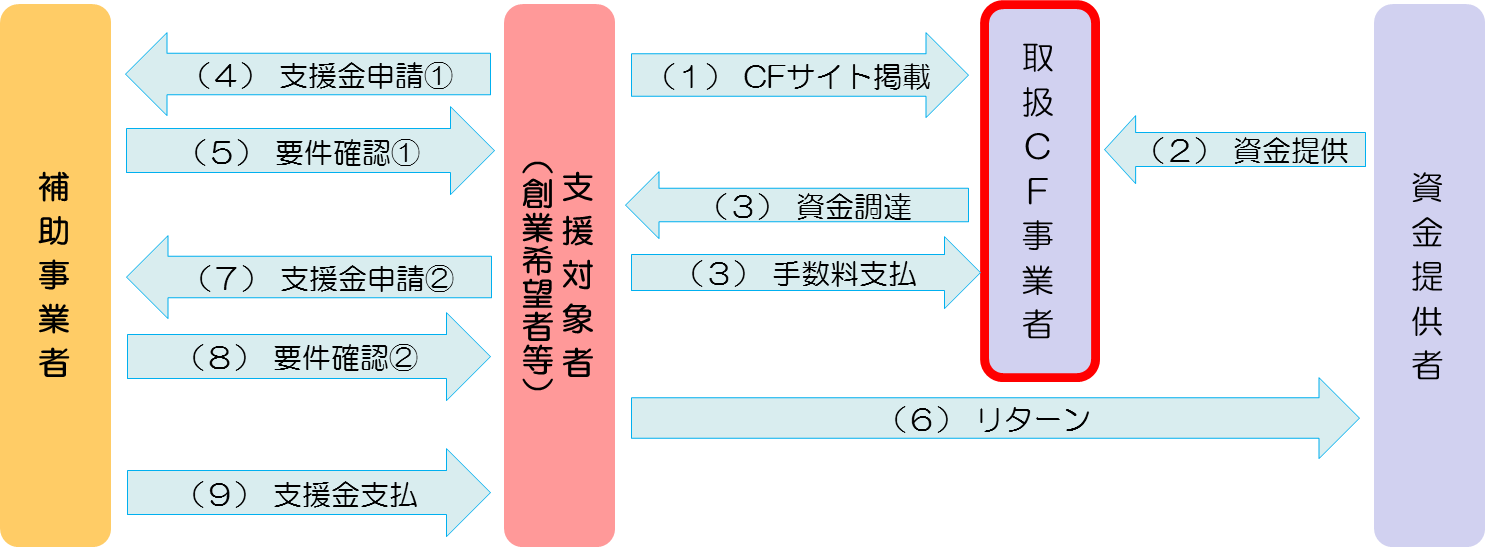 補助事業者
（４） 支援金申請①
（５） 要件確認①
（７） 支援金申請②
（８） 要件確認②
（９） 支援金支払
支援対象者
（創業希望者等）
（１） CFサイト掲載
（３） 資金調達
（３） 手数料支払
（６） リターン
取扱ＣＦ事業者
（２） 資金提供
資金提供者